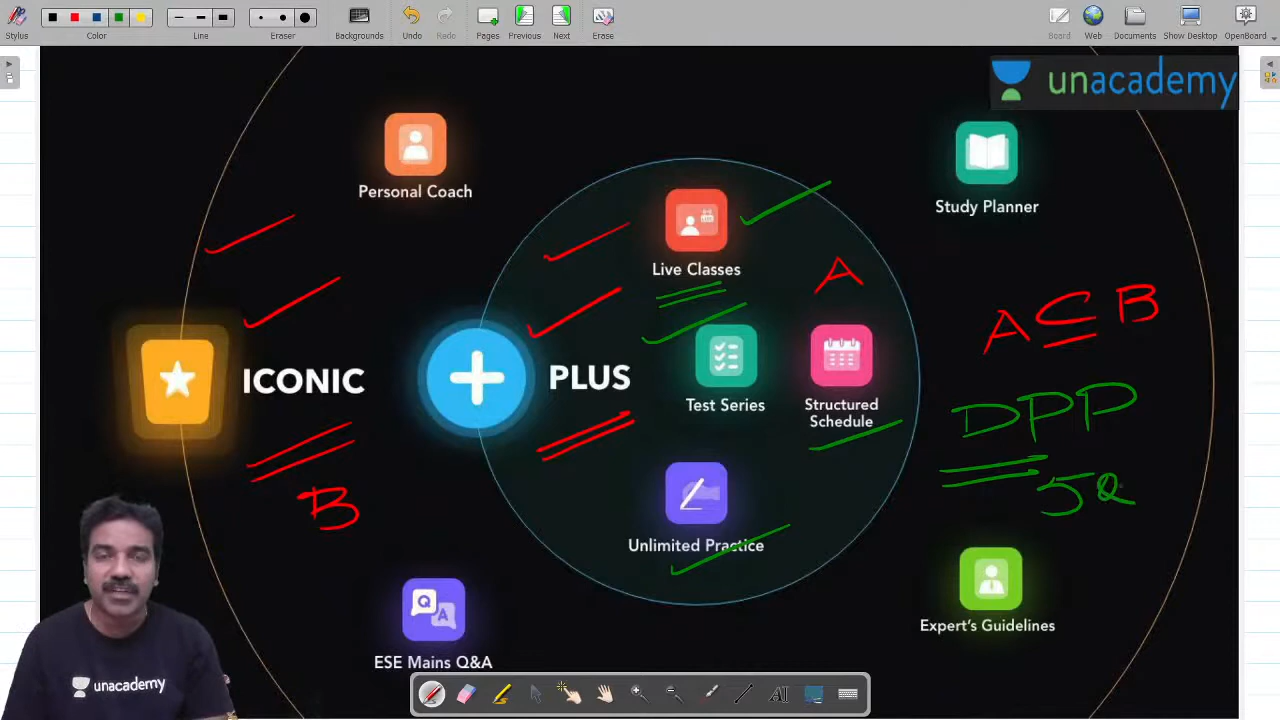 Stylus
Color
Line
Eraser
Backgrounds
Undo
Redo
Pages
Previous
Next
Erase
Board
Web
Documents
Show Desktop
OpenBoard
unacademy
Personal Coach
Study Planner
Live Classes
A
A ⊆ B
ICONIC
PLUS
Test Series
Structured
Schedule
DPP
5Q
B
Unlimited Practice
Q
A
ESE Mains Q&A
Expert's Guidelines
unacademy